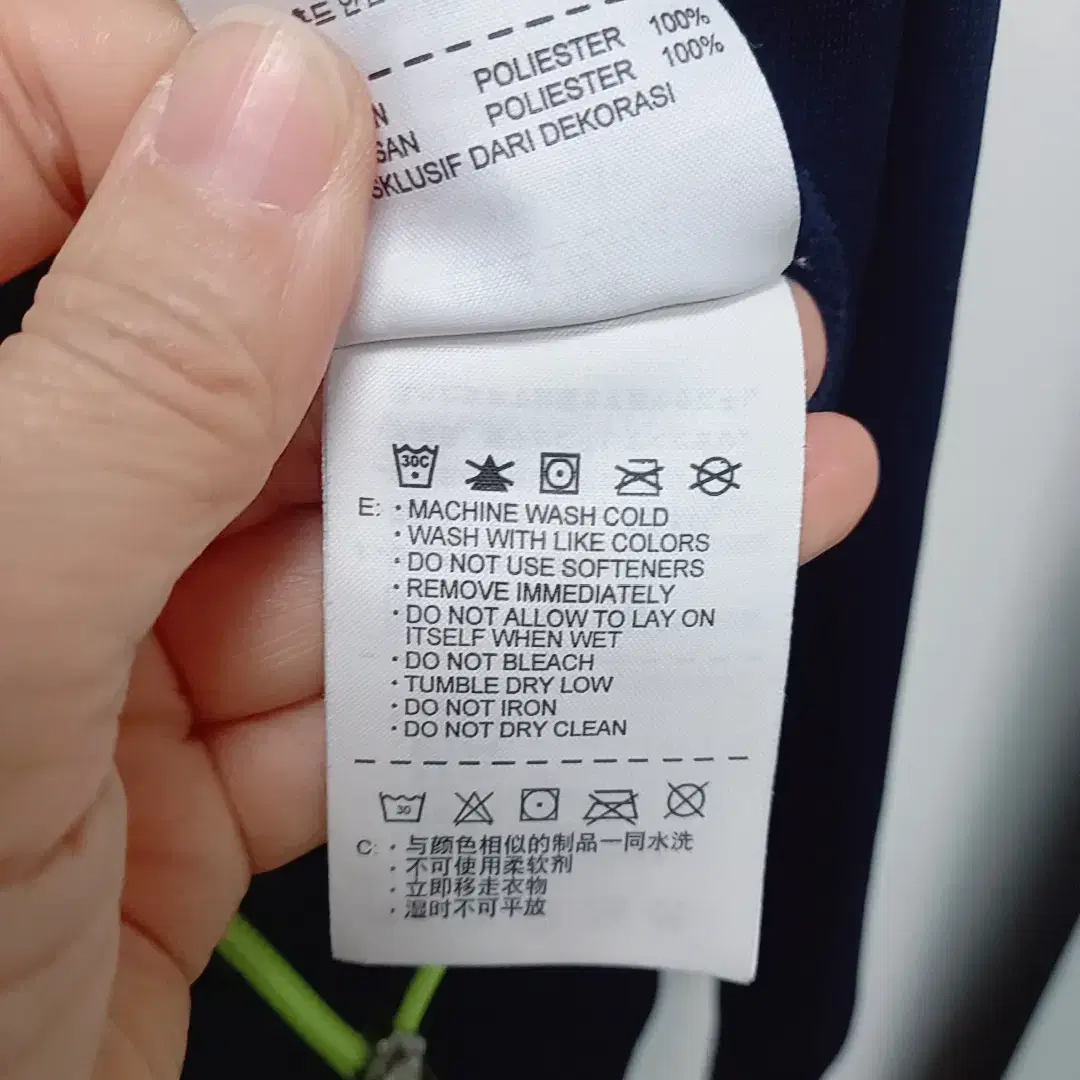 POLIESTER 100%
POLIESTER 100%
SKLUSIF DARI DEKORASI
30C
E: · MACHINE WASH COLD
· WASH WITH LIKE COLORS
· DO NOT USE SOFTENERS
· REMOVE IMMEDIATELY
· DO NOT ALLOW TO LAY ON
ITSELF WHEN WET
· DO NOT BLEACH
· TUMBLE DRY LOW
· DO NOT IRON
· DO NOT DRY CLEAN
30
C: · 与颜色相似的制品一同水洗
· 不可使用柔软剂
· 立即移走衣物
· 湿时不可平放